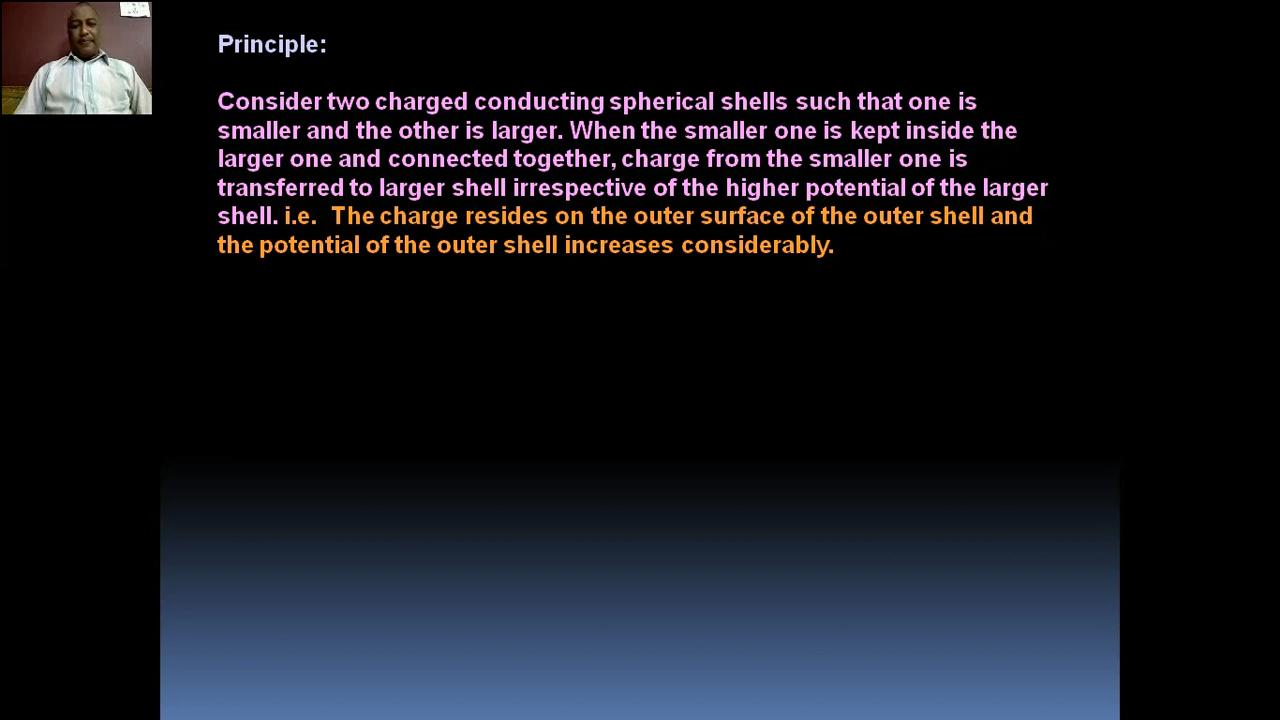 Principle:
Consider two charged conducting spherical shells such that one is
smaller and the other is larger. When the smaller one is kept inside the
larger one and connected together, charge from the smaller one is
transferred to larger shell irrespective of the higher potential of the larger
shell. i.e. The charge resides on the outer surface of the outer shell and
the potential of the outer shell increases considerably.